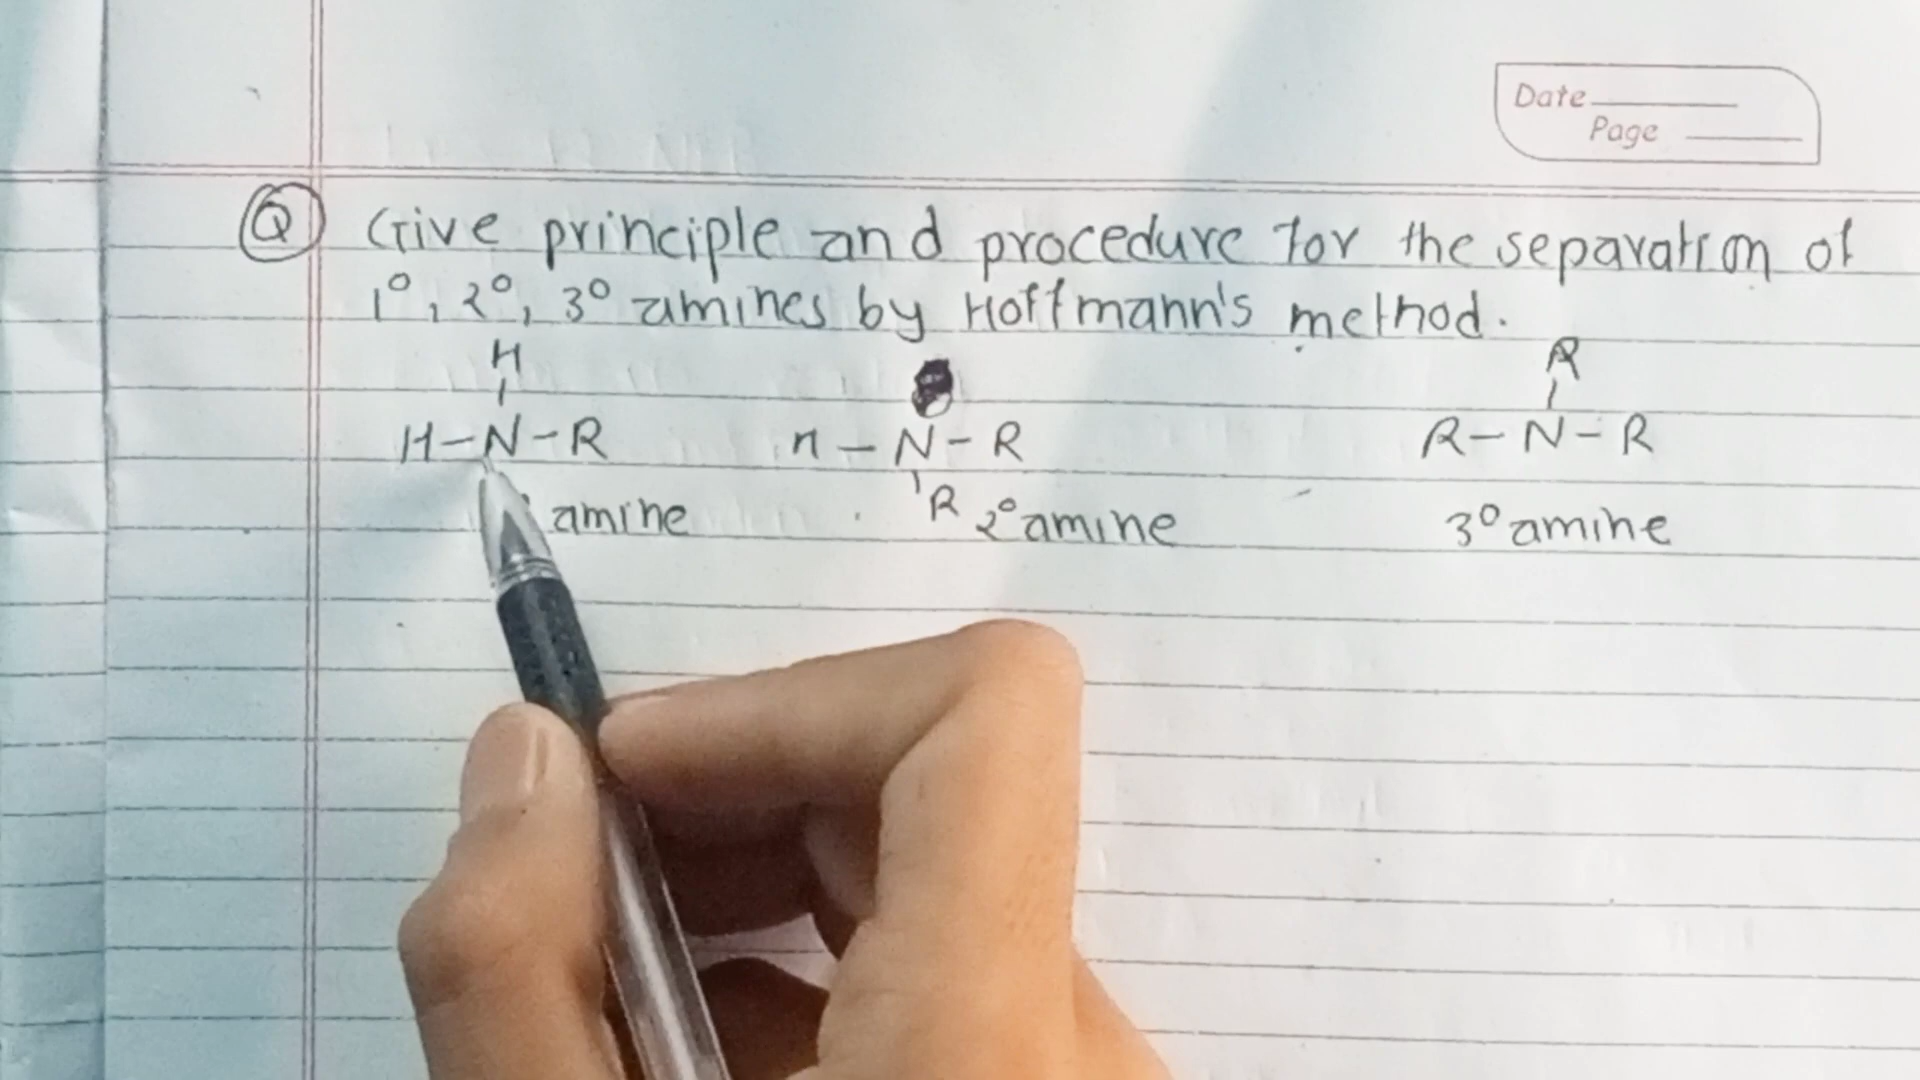 Date
Page
Q Give principle and procedure for the separation of
1°, 2°, 3° amines by Hoffmann's method.
H
R
H-N-R
H-N-R
R-N-R
amine
R 2° amine
3° amine